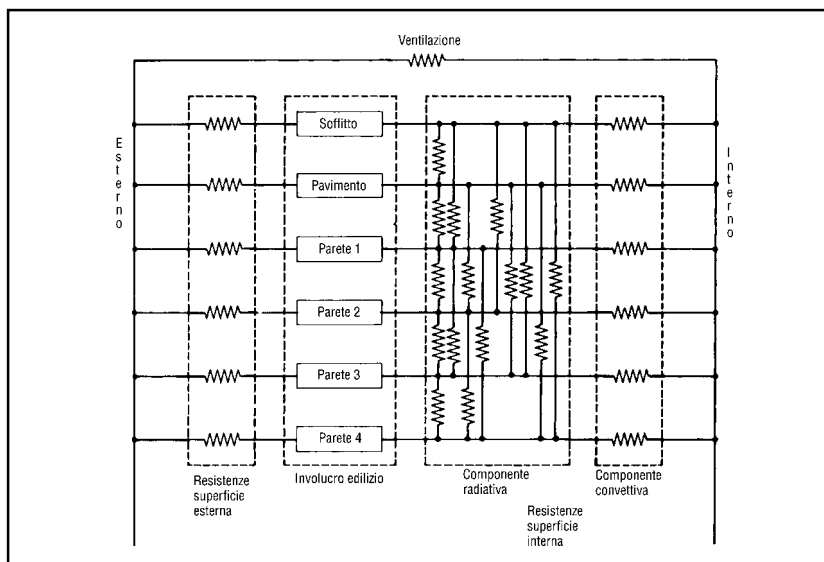 Ventilazione
Esterno
Interno
Soffitto
Pavimento
Parete 1
Parete 2
Parete 3
Parete 4
Resistenze
superficie
esterna
Involucro edilizio
Componente
radiativa
Componente
convettiva
Resistenze
superficie
interna